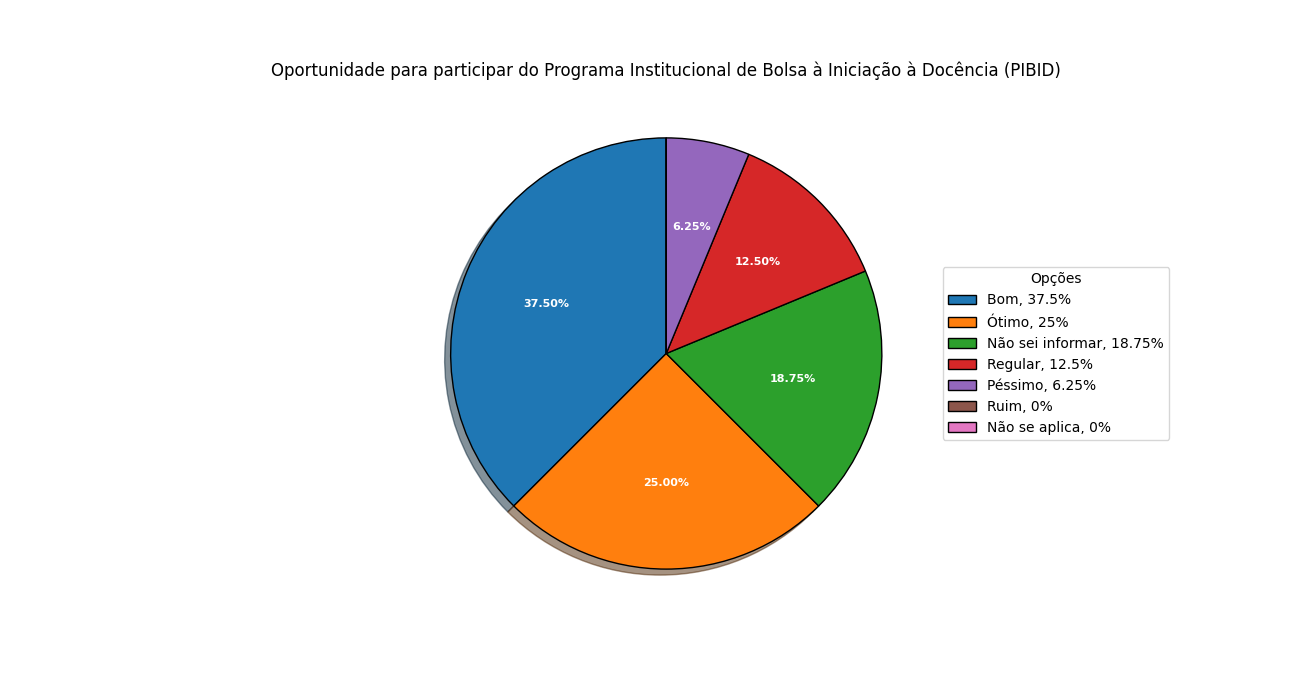 Oportunidade para participar do Programa Institucional de Bolsa à Iniciação à Docência (PIBID)
6.25%
12.50%
37.50%
18.75%
25.00%
Opções
Bom, 37.5%
Ótimo, 25%
Não sei informar, 18.75%
Regular, 12.5%
Péssimo, 6.25%
Ruim, 0%
Não se aplica, 0%